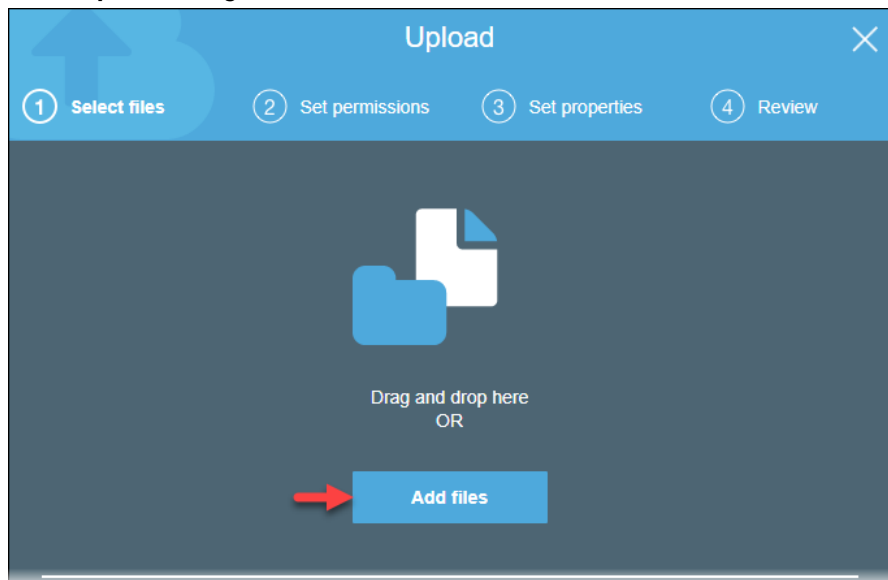 Upload
1 Select files 2 Set permissions 3 Set properties 4 Review
Drag and drop here
OR
Add files